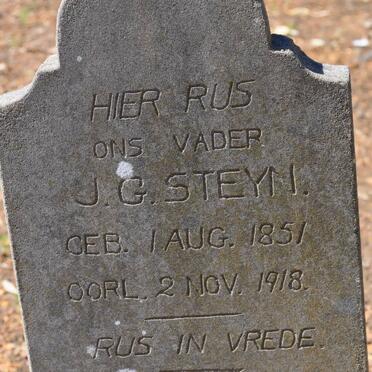 HIER RUS
ONS VADER
J.G. STEYN.
GEB. 1 AUG. 1851
OORL. 2 NOV. 1918.
RUS IN VREDE.